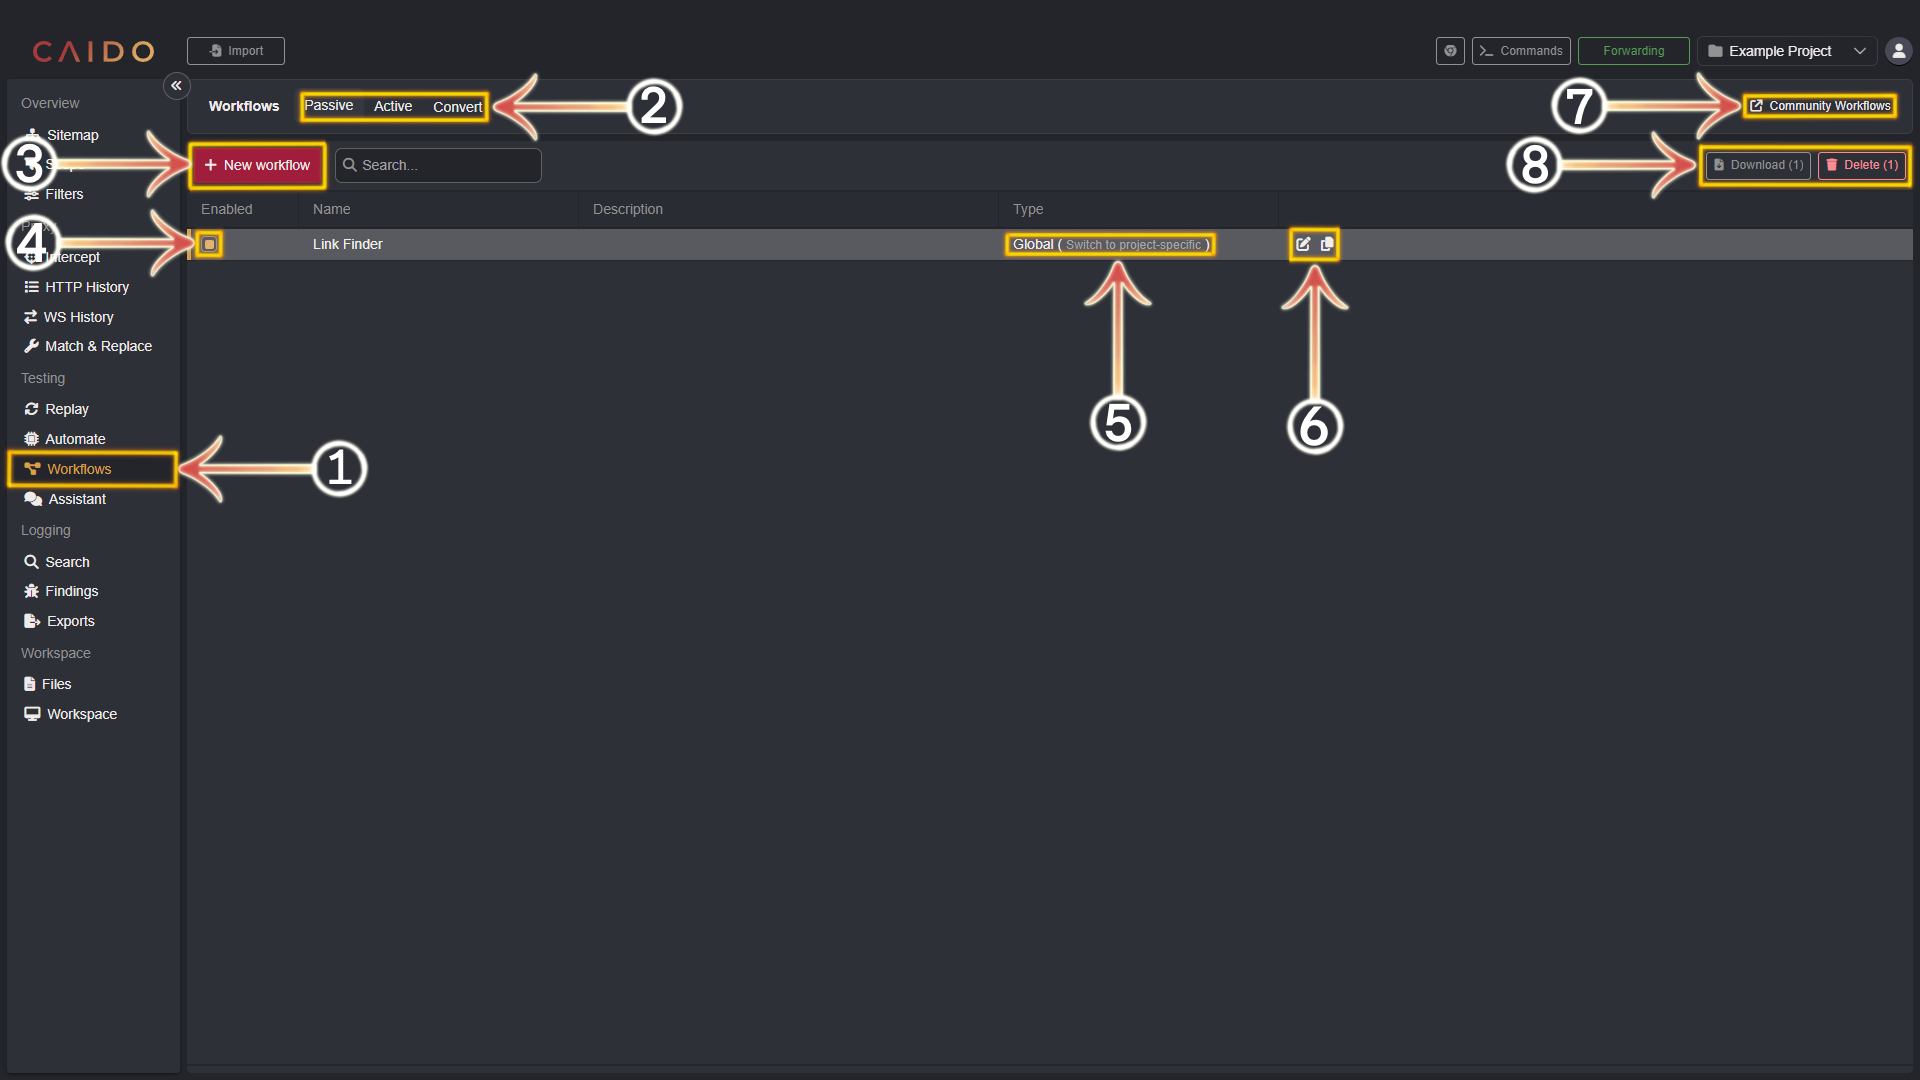 CAIDO
Import
Commands
Forwarding
Example Project
Overview
Sitemap
Filters
Intercept
HTTP History
WS History
Match & Replace
Testing
Replay
Automate
Workflows
Assistant
Logging
Search
Findings
Exports
Workspace
Files
Workspace
Workflows Passive Active Convert
Community Workflows
+ New workflow
Search...
Download (1)
Delete (1)
Enabled Name Description Type
Link Finder Global ( Switch to project-specific )
1
2
3
4
5
6
7
8